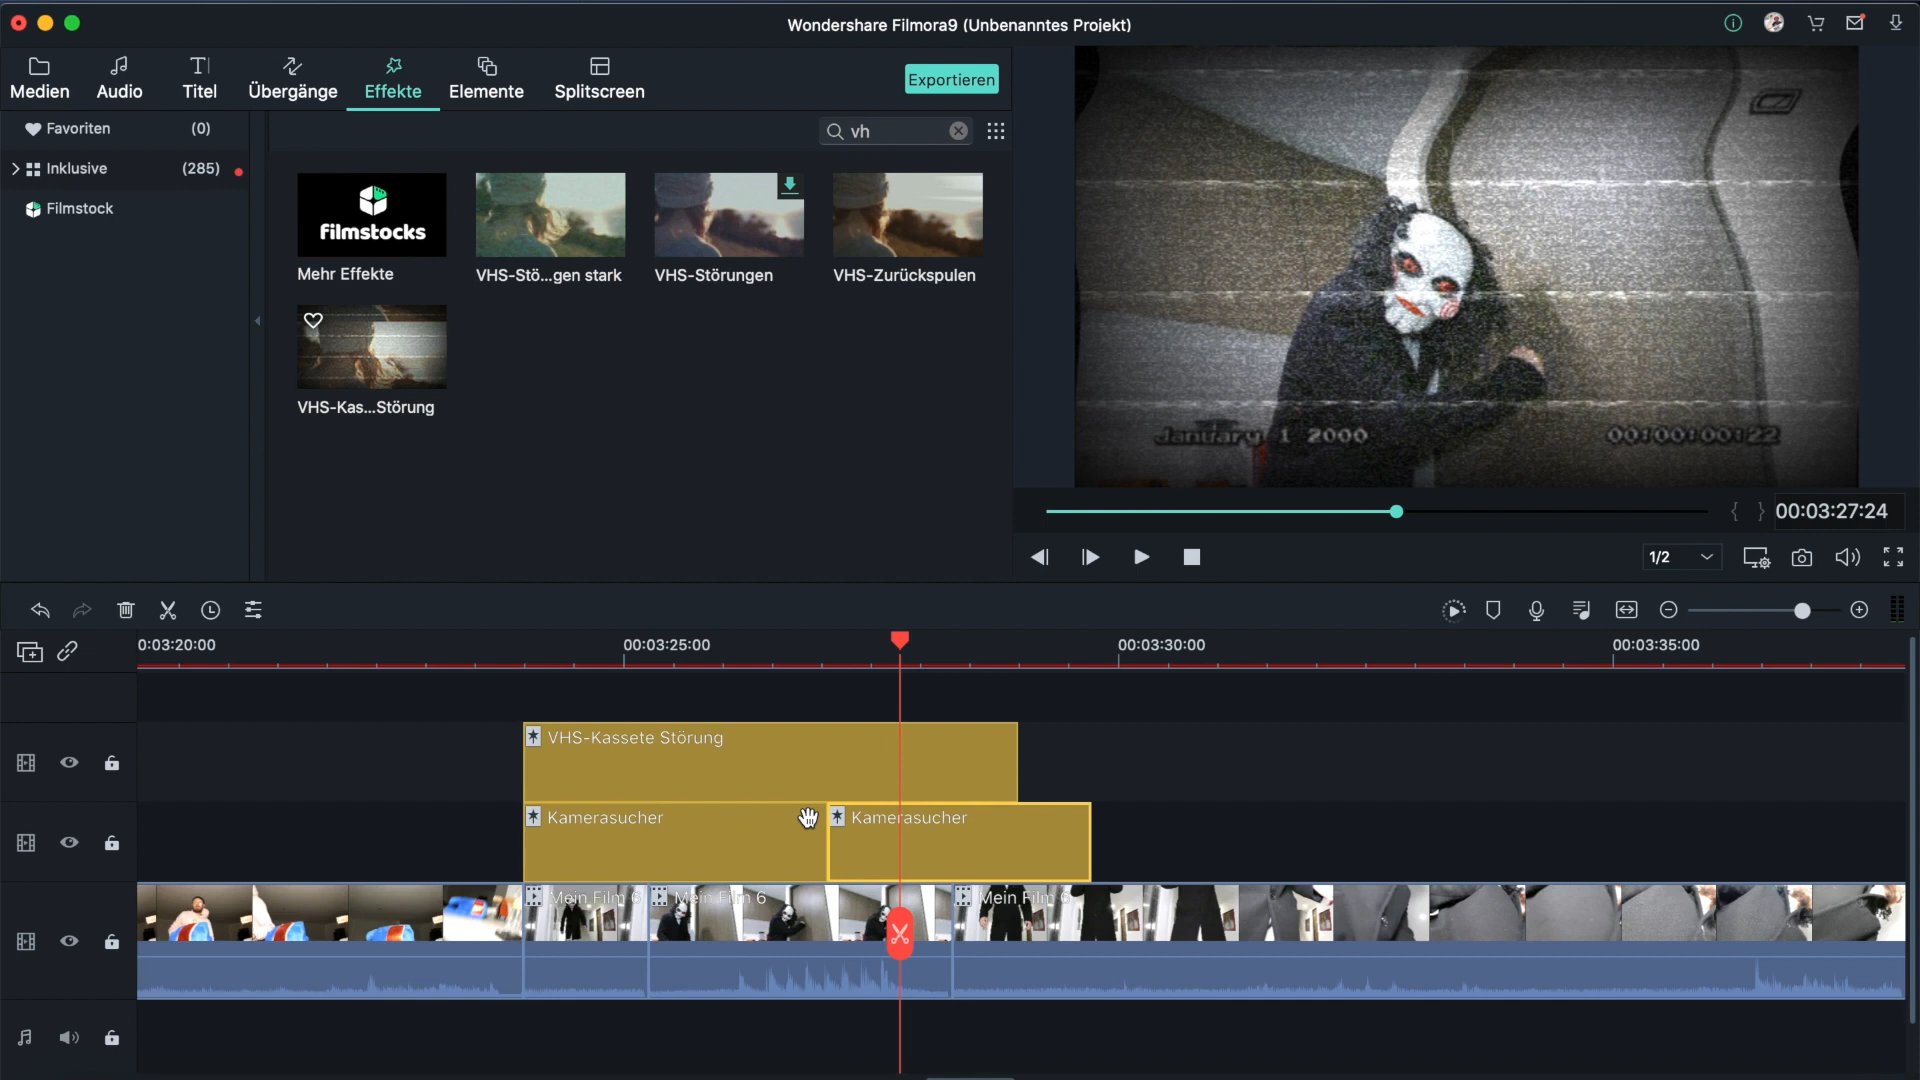 Wondershare Filmora9 (Unbenanntes Projekt)
Medien
Audio
Titel
Übergänge
Effekte
Elemente
Splitscreen
Exportieren
Favoriten (0)
Inklusive (285)
Filmstock
vh
filmstocks
Mehr Effekte
VHS-Stö...gen stark
VHS-Störungen
VHS-Zurückspulen
VHS-Kas...Störung
January 1 2000
00:00:00:22
{ } 00:03:27:24
1/2
0:03:20:00
00:03:25:00
00:03:30:00
00:03:35:00
VHS-Kassete Störung
Kamerasucher
Kamerasucher
Mein Film 6
Mein Film 6
Mein Film 6